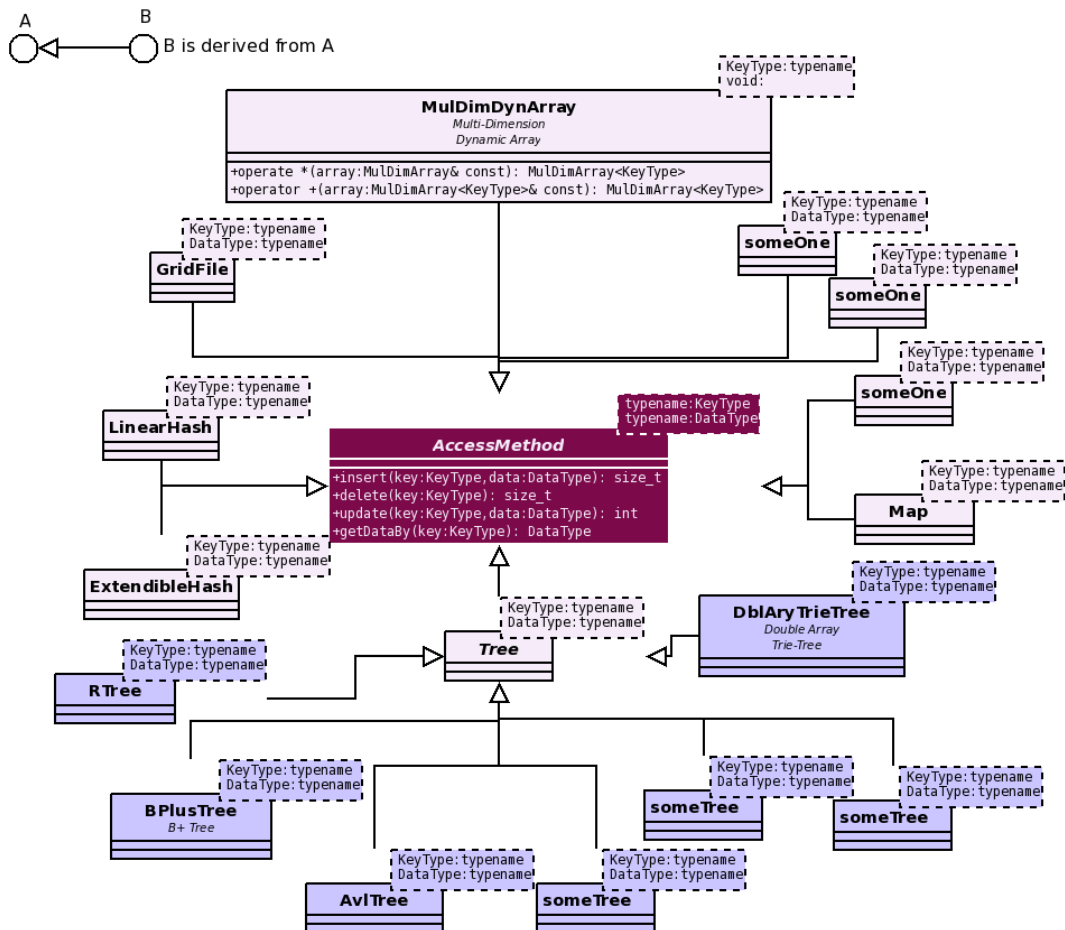 A
B
B is derived from A
KeyType:typename
void:
MulDimDynArray
Multi-Dimension
Dynamic Array
+operate *(array:MulDimArray& const): MulDimArray<KeyType>
+operator +(array:MulDimArray<KeyType>& const): MulDimArray<KeyType>
KeyType:typename
DataType:typename
GridFile
KeyType:typename
DataType:typename
someOne
KeyType:typename
DataType:typename
someOne
KeyType:typename
DataType:typename
someOne
KeyType:typename
DataType:typename
LinearHash
typename:KeyType
typename:DataType
AccessMethod
+insert(key:KeyType,data:DataType): size_t
+delete(key:KeyType): size_t
+update(key:KeyType,data:DataType): int
+getDataBy(key:KeyType): DataType
KeyType:typename
DataType:typename
Map
KeyType:typename
DataType:typename
ExtendibleHash
KeyType:typename
DataType:typename
Tree
KeyType:typename
DataType:typename
DblAryTrieTree
Double Array
Trie-Tree
KeyType:typename
DataType:typename
RTree
KeyType:typename
DataType:typename
BPlusTree
B+ Tree
KeyType:typename
DataType:typename
someTree
KeyType:typename
DataType:typename
someTree
KeyType:typename
DataType:typename
AvlTree
KeyType:typename
DataType:typename
someTree